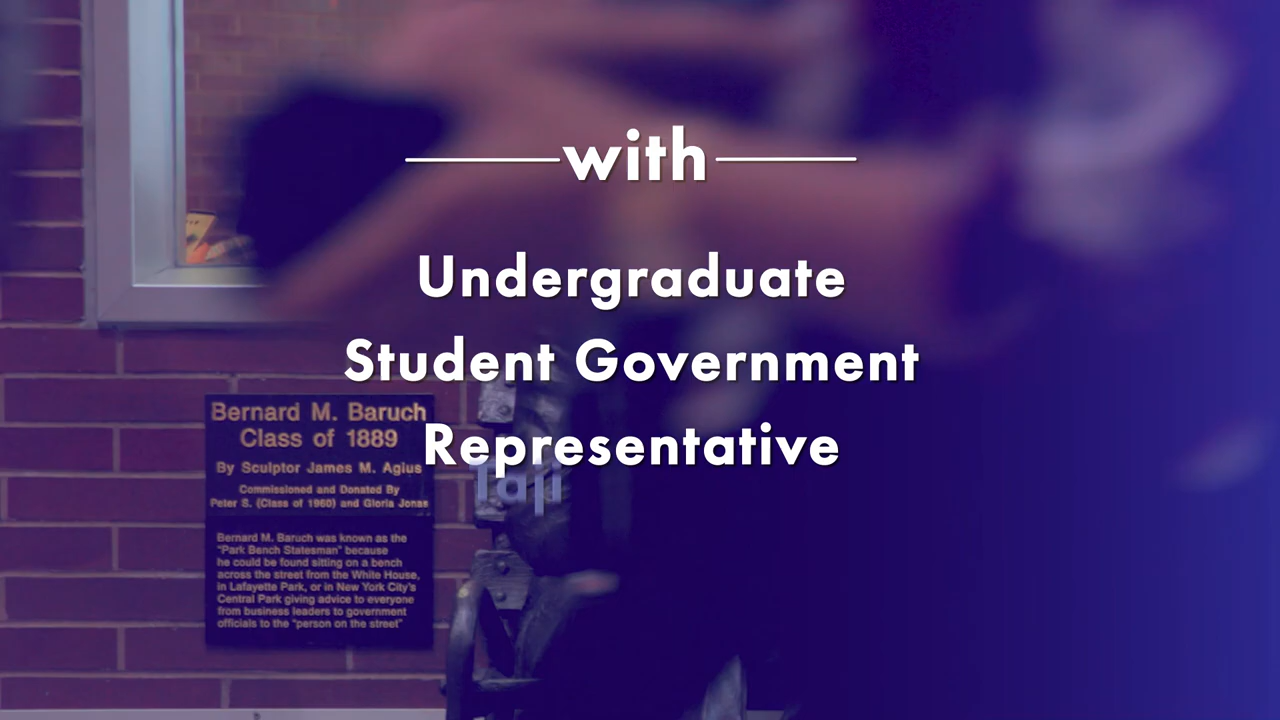 with
Undergraduate
Student Government
Representative
Taji
Bernard M. Baruch
Class of 1889
By Sculptor James M. Agius
Commissioned and Donated By
Peter S. (Class of 1960) and Gloria Jonas
Bernard M. Baruch was known as the
"Park Bench Statesman" because
he could be found sitting on a bench
across the street from the White House,
in Lafayette Park, or in New York City's
Central Park giving advice to everyone
from business leaders to government
officials to the "person on the street"